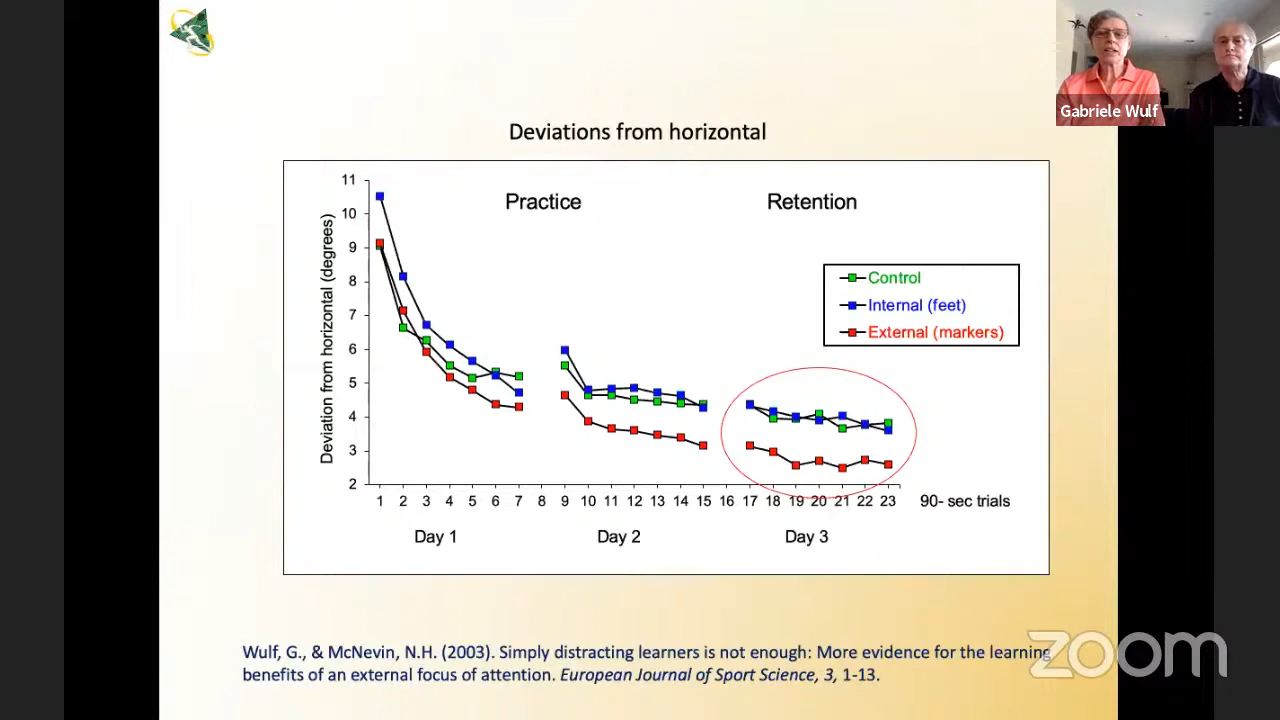 Gabriele Wulf
Deviations from horizontal
Deviation from horizontal (degrees)
11
10
9
8
7
6
5
4
3
2
Practice
Retention
Control
Internal (feet)
External (markers)
1 2 3 4 5 6 7 8 9 10 11 12 13 14 15 16 17 18 19 20 21 22 23 90- sec trials
Day 1 Day 2 Day 3
Wulf, G., & McNevin, N.H. (2003). Simply distracting learners is not enough: More evidence for the learning
benefits of an external focus of attention. European Journal of Sport Science, 3, 1-13.
zoom